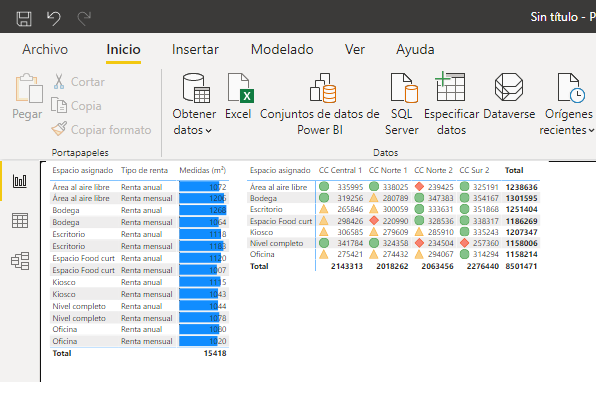 Sin título - P
Archivo Inicio Insertar Modelado Ver Ayuda
Pegar
Cortar
Copia
Copiar formato
Portapapeles
Obtener datos
Excel
Conjuntos de datos de Power BI
SQL Server
Especificar datos
Dataverse
Orígenes recientes
Datos
Espacio asignado Tipo de renta Medidas (m²)
Área al aire libre Renta anual 1072
Área al aire libre Renta mensual 1206
Bodega Renta anual 1268
Bodega Renta mensual 1064
Escritorio Renta anual 1138
Escritorio Renta mensual 1183
Espacio Food curt Renta anual 1120
Espacio Food curt Renta mensual 1007
Kiosco Renta anual 1115
Kiosco Renta mensual 1043
Nivel completo Renta anual 1044
Nivel completo Renta mensual 1078
Oficina Renta anual 1080
Oficina Renta mensual 1020
Total 15418
Espacio asignado CC Central 1 CC Norte 1 CC Norte 2 CC Sur 2 Total
Área al aire libre 335995 338025 239425 325191 1238636
Bodega 319256 280789 347383 354167 1301595
Escritorio 265846 300059 333631 351868 1251404
Espacio Food curt 298426 220990 328536 338317 1186269
Kiosco 306585 279609 285910 335243 1207347
Nivel completo 341784 324358 234504 257360 1158006
Oficina 275421 274432 294067 314294 1158214
Total 2143313 2018262 2063456 2276440 8501471